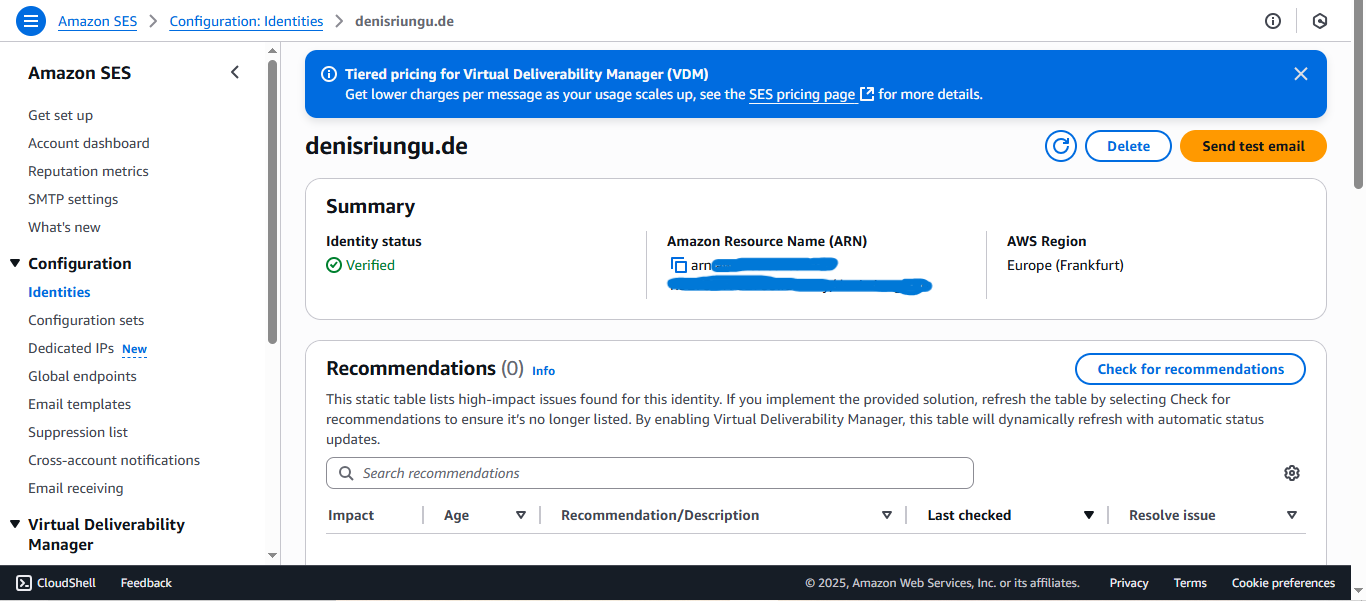 Amazon SES > Configuration: Identities > denisriungu.de
Amazon SES
Get set up
Account dashboard
Reputation metrics
SMTP settings
What's new
Configuration
Identities
Configuration sets
Dedicated IPs New
Global endpoints
Email templates
Suppression list
Cross-account notifications
Email receiving
Virtual Deliverability
Manager
Tiered pricing for Virtual Deliverability Manager (VDM)
Get lower charges per message as your usage scales up, see the SES pricing page for more details.
denisriungu.de
Delete
Send test email
Summary
Identity status
Verified
Amazon Resource Name (ARN)
arn
AWS Region
Europe (Frankfurt)
Recommendations (0) Info
Check for recommendations
This static table lists high-impact issues found for this identity. If you implement the provided solution, refresh the table by selecting Check for
recommendations to ensure it's no longer listed. By enabling Virtual Deliverability Manager, this table will dynamically refresh with automatic status
updates.
Search recommendations
Impact Age Recommendation/Description Last checked Resolve issue
CloudShell Feedback © 2025, Amazon Web Services, Inc. or its affiliates. Privacy Terms Cookie preferences